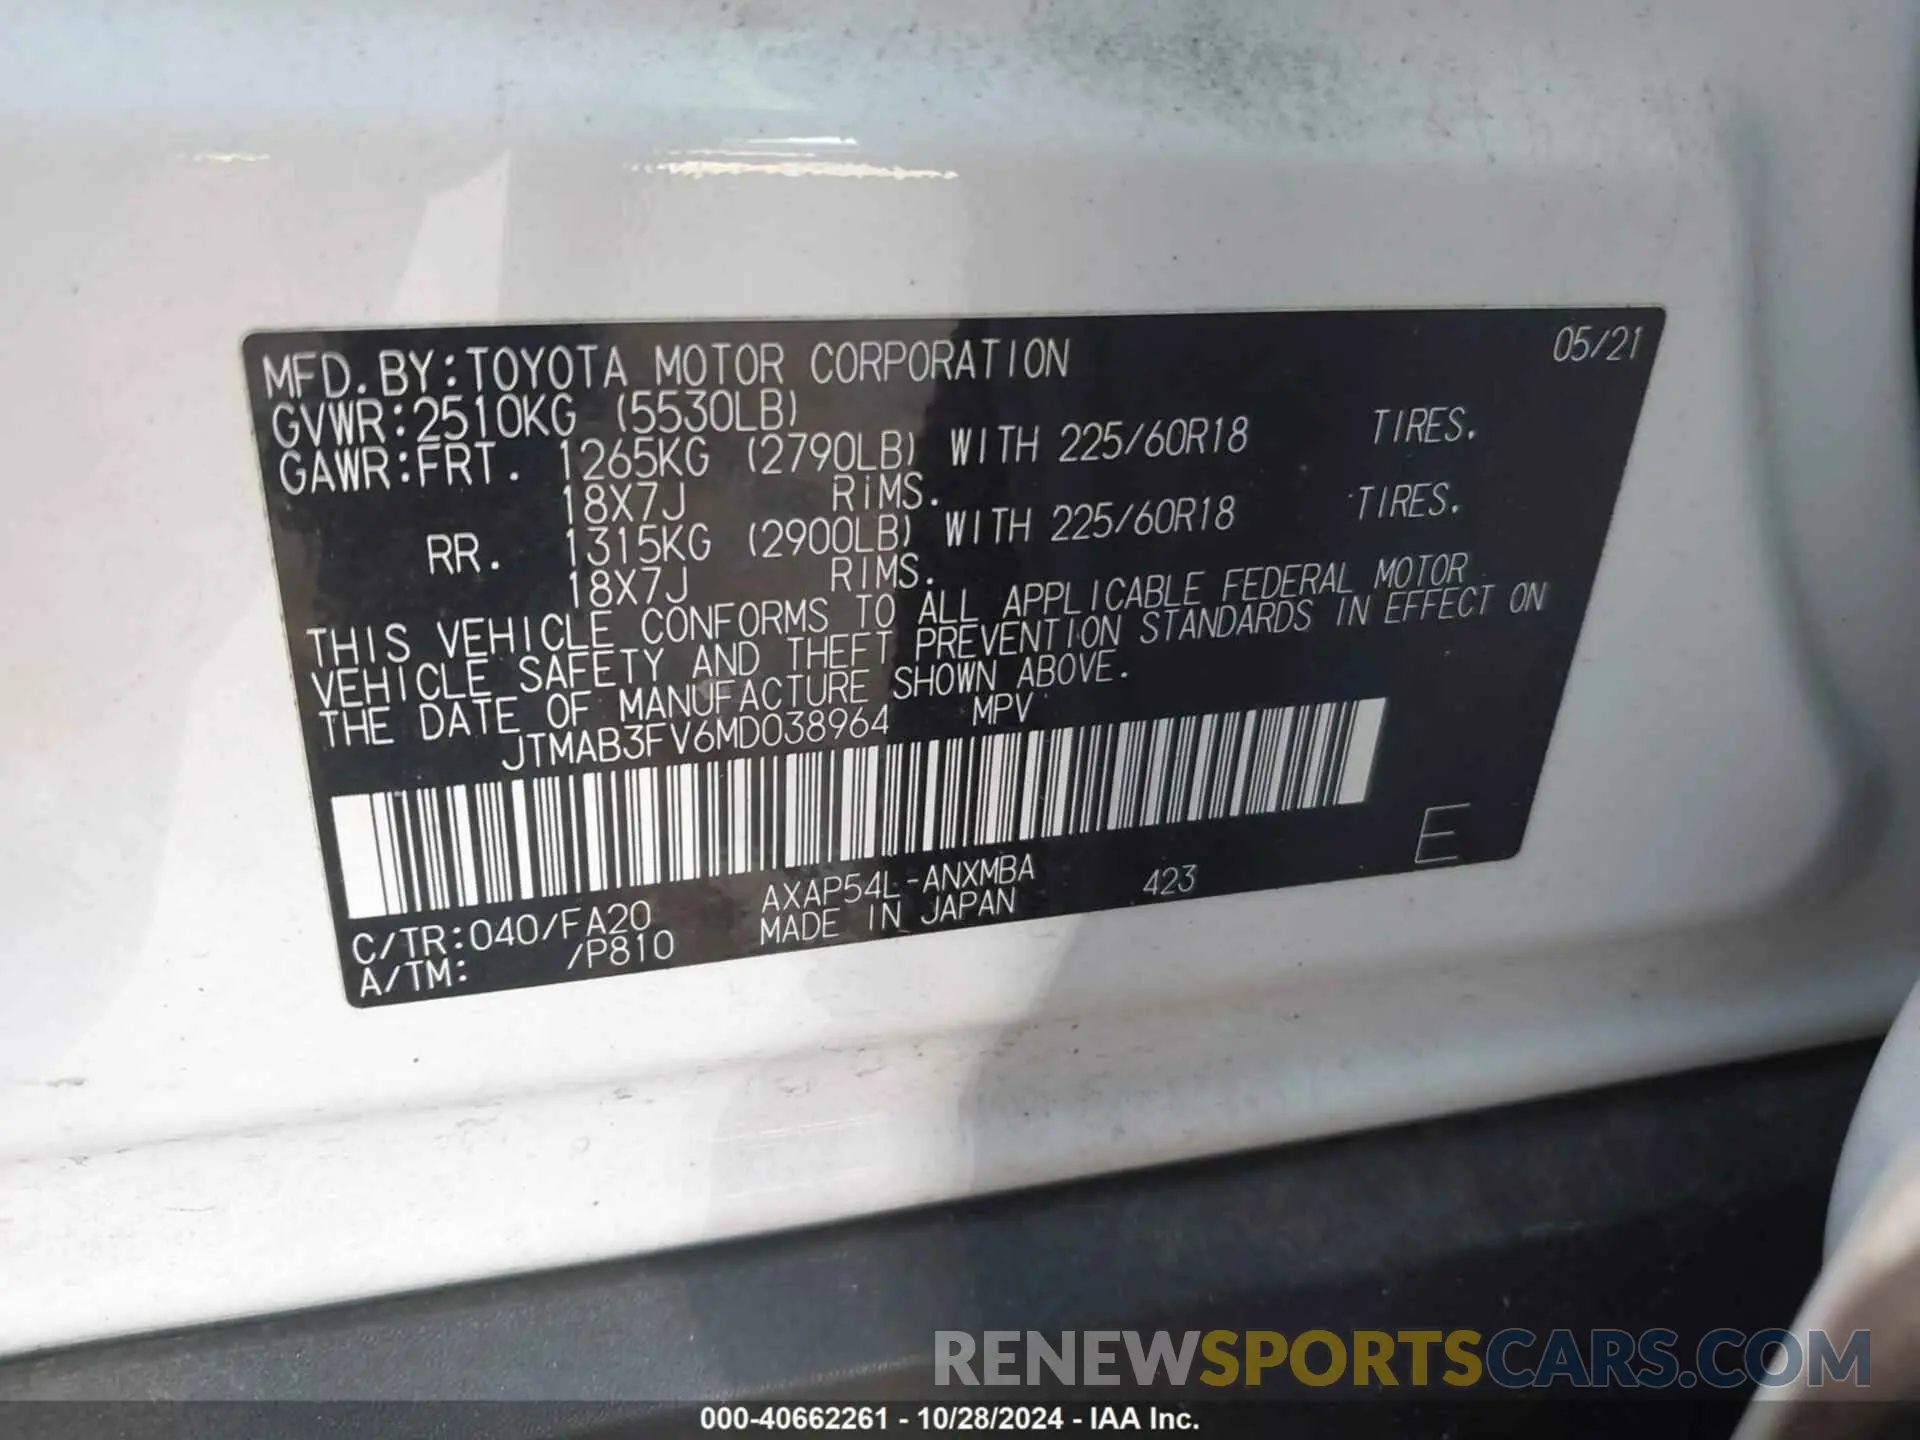 MFD. BY: TOYOTA MOTOR CORPORATION 05/21
GVWR: 2510KG (5530LB)
GAWR: FRT. 1265KG (2790LB) WITH 225/60R18 TIRES.
18X7J RIMS.
RR. 1315KG (2900LB) WITH 225/60R18 TIRES.
18X7J RIMS.
THIS VEHICLE CONFORMS TO ALL APPLICABLE FEDERAL MOTOR
VEHICLE SAFETY AND THEFT PREVENTION STANDARDS IN EFFECT ON
THE DATE OF MANUFACTURE SHOWN ABOVE.
JTMAB3FV6MD038964 MPV
E
C/TR: 040/FA20 AXAP54L-ANXMBA 423
A/TM: /P810 MADE IN JAPAN
RENEWSPORTSCARS.COM
000-40662261 - 10/28/2024 - IAA Inc.